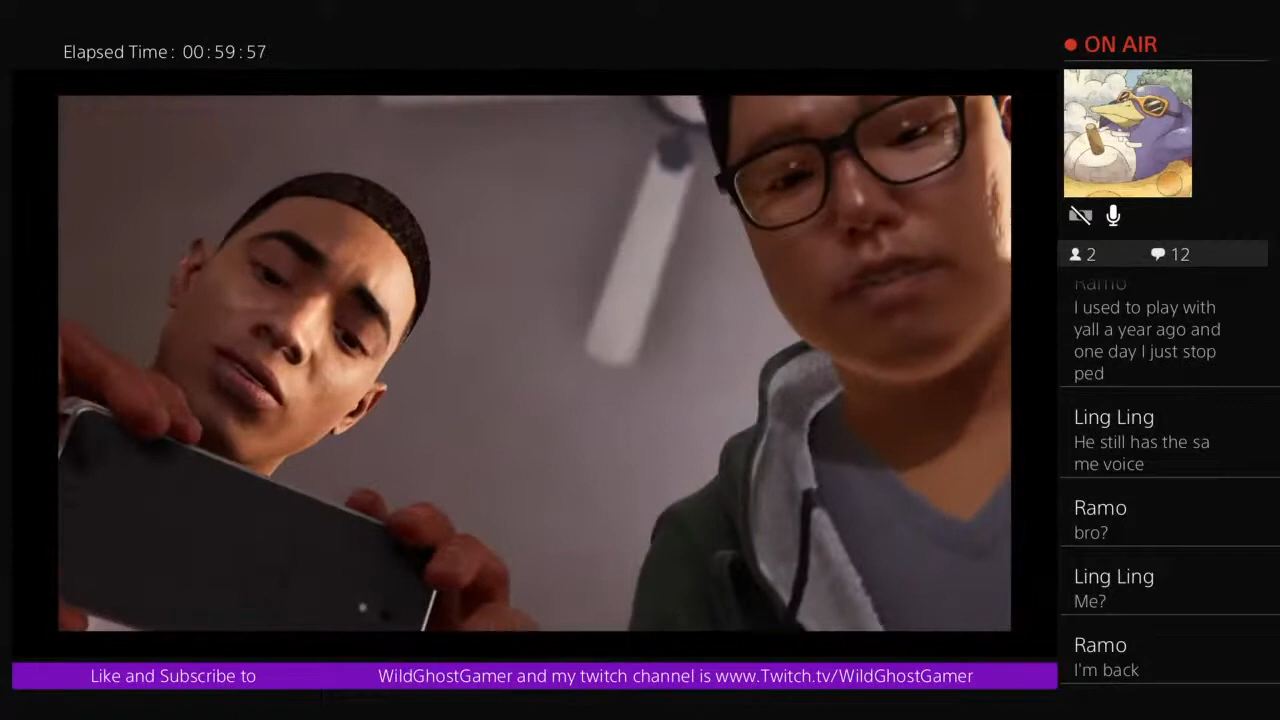 Elapsed Time: 00:59:57
ON AIR
2 12
Ramo
I used to play with
yall a year ago and
one day I just stop
ped
Ling Ling
He still has the sa
me voice
Ramo
bro?
Ling Ling
Me?
Ramo
I'm back
Like and Subscribe to WildGhostGamer and my twitch channel is www.Twitch.tv/WildGhostGamer